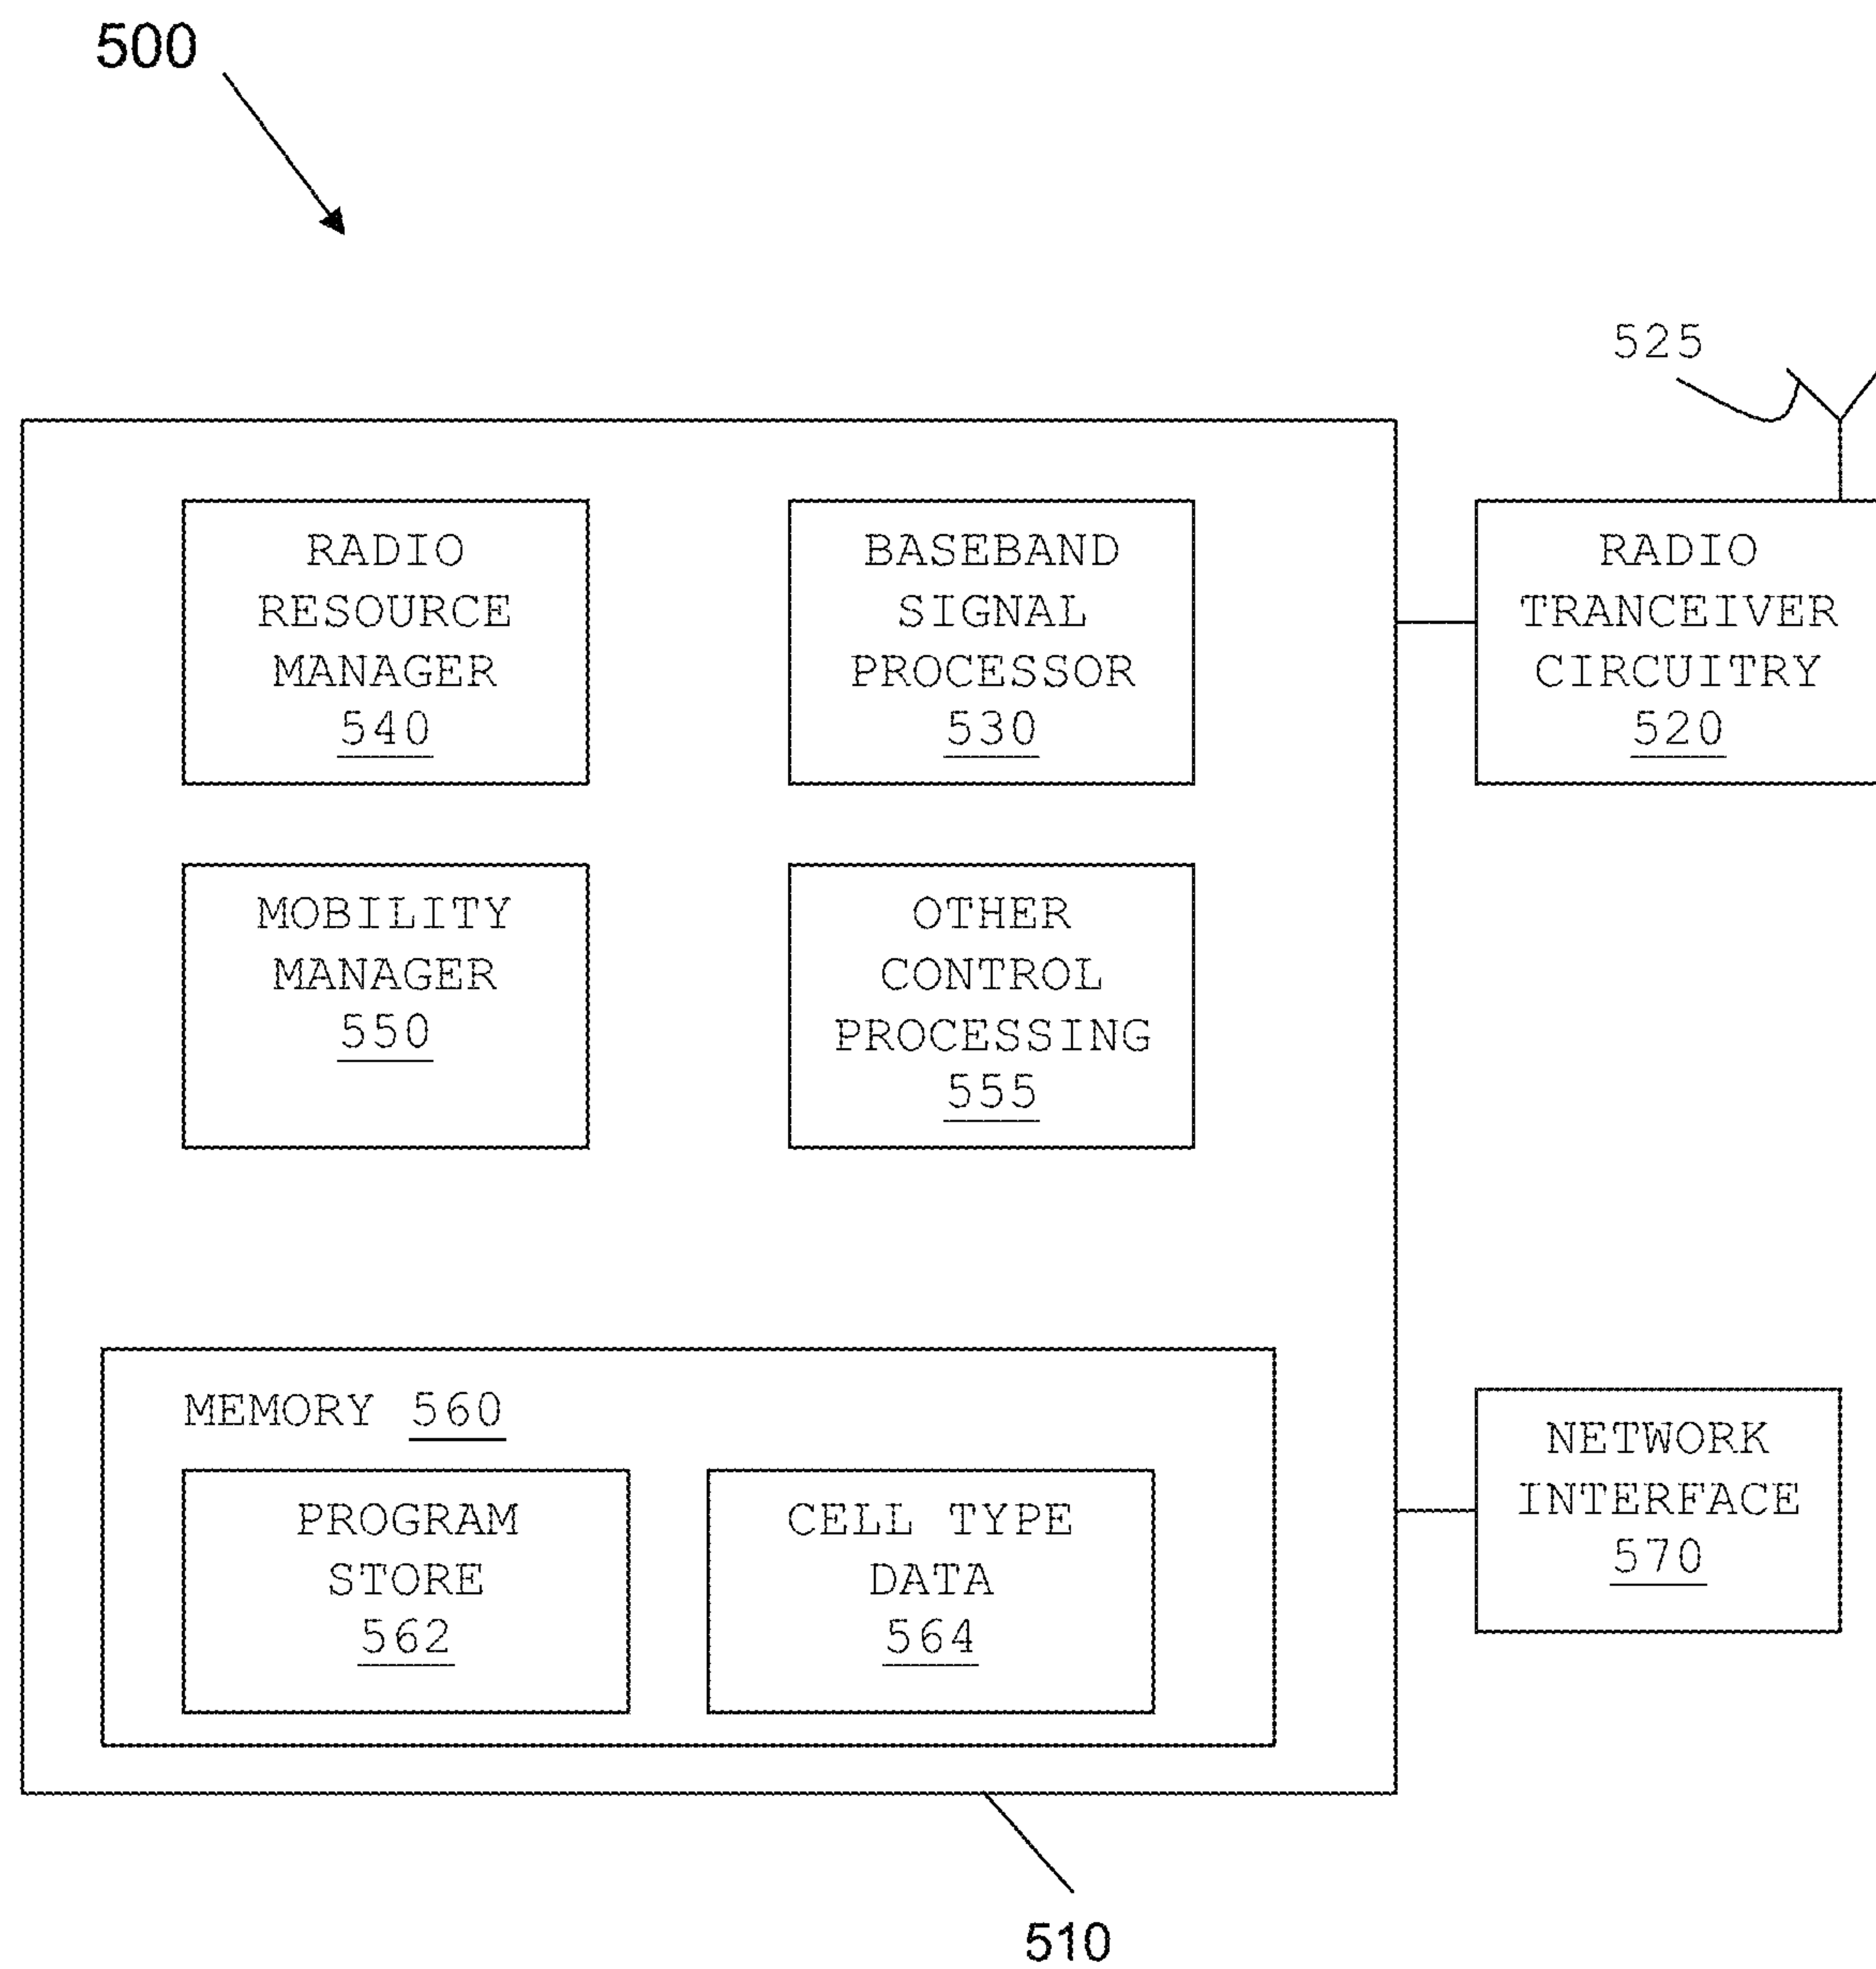 500
525
RADIO
RESOURCE
MANAGER
540
BASEBAND
SIGNAL
PROCESSOR
530
RADIO
TRANCEIVER
CIRCUITRY
520
MOBILITY
MANAGER
550
OTHER
CONTROL
PROCESSING
555
MEMORY 560
PROGRAM
STORE
562
CELL TYPE
DATA
564
NETWORK
INTERFACE
570
510